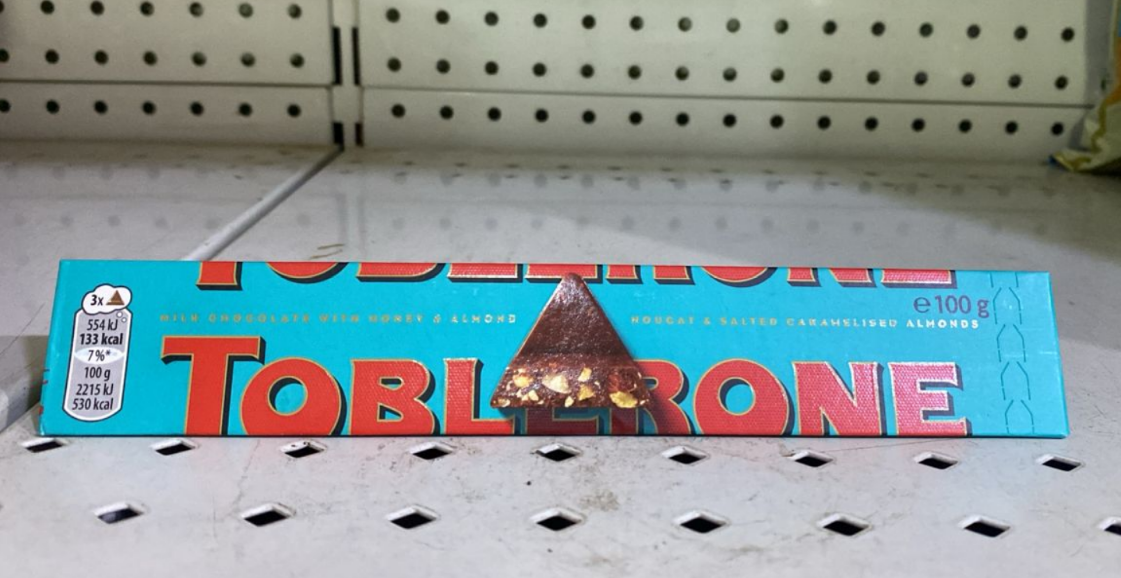 TOBLERONE
3x
554 kJ
133 kcal
7%*
100 g
2215 kJ
530 kcal
e 100 g
MILK CHOCOLATE WITH HONEY & ALMOND NOUGAT & SALTED CARAMELISED ALMONDS
TOBLERONE